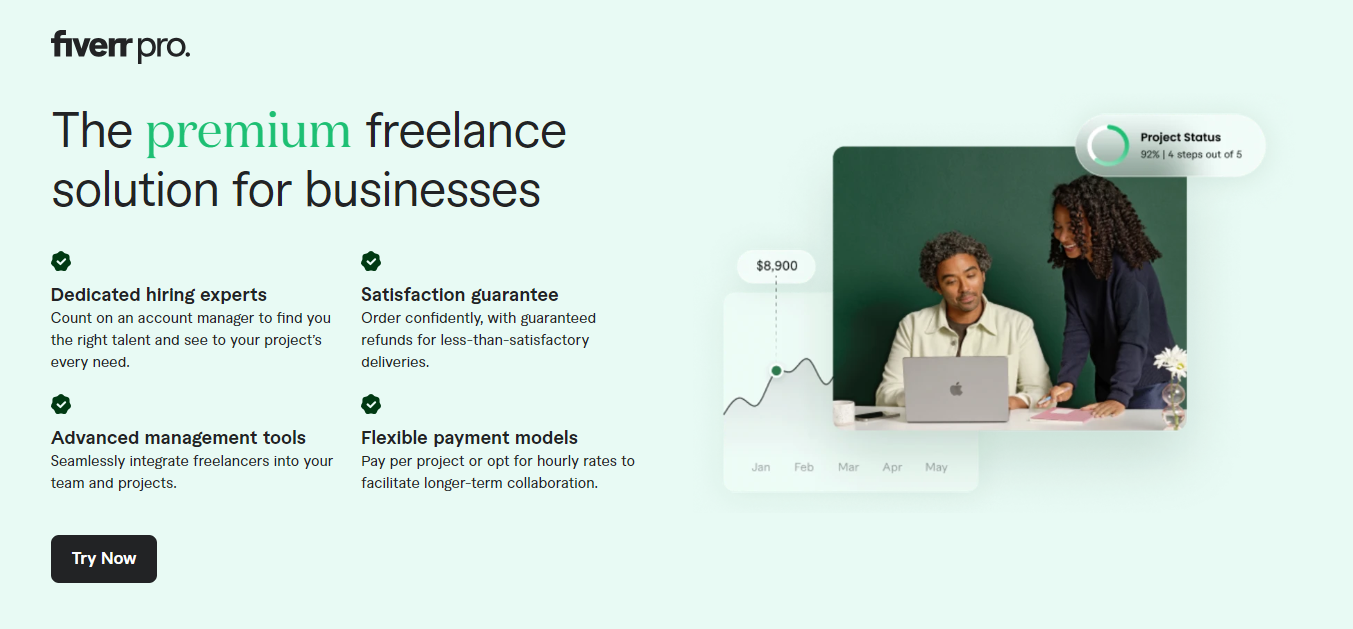 fiverr pro.
The premium freelance
solution for businesses
Dedicated hiring experts
Count on an account manager to find you
the right talent and see to your project's
every need.
Satisfaction guarantee
Order confidently, with guaranteed
refunds for less-than-satisfactory
deliveries.
Advanced management tools
Seamlessly integrate freelancers into your
team and projects.
Flexible payment models
Pay per project or opt for hourly rates to
facilitate longer-term collaboration.
Try Now
Project Status
92% | 4 steps out of 5
$8,900
Jan Feb Mar Apr May